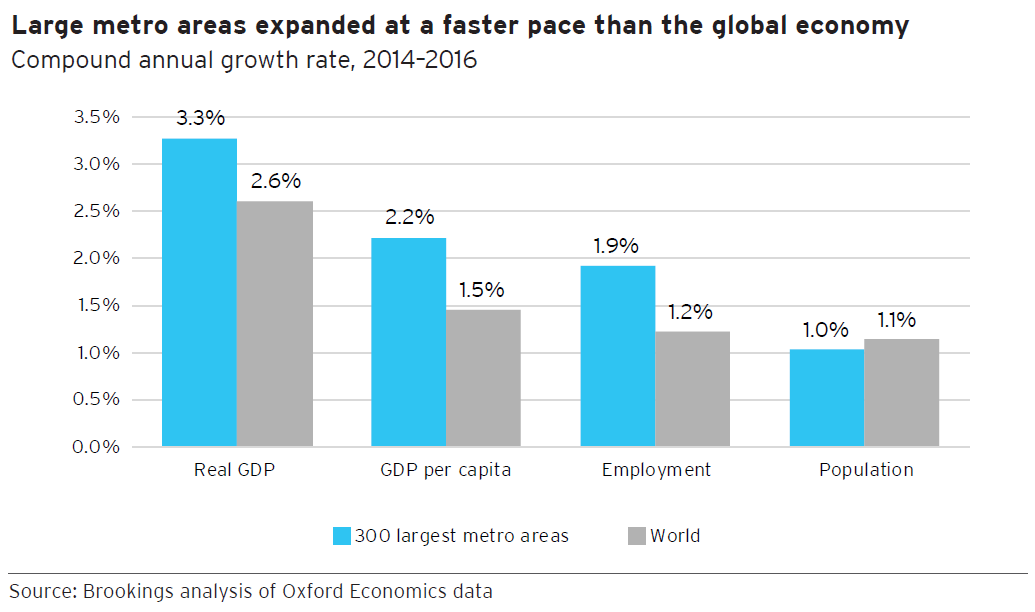 Large metro areas expanded at a faster pace than the global economy
Compound annual growth rate, 2014–2016
3.5%
3.0%
2.5%
2.0%
1.5%
1.0%
0.5%
0.0%
3.3%
2.6%
2.2%
1.5%
1.9%
1.2%
1.0%
1.1%
Real GDP
GDP per capita
Employment
Population
300 largest metro areas
World
Source: Brookings analysis of Oxford Economics data